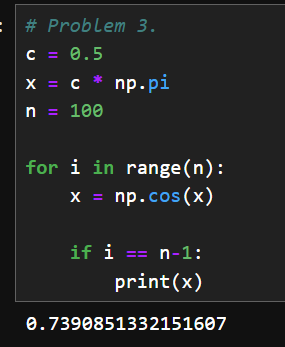 # Problem 3.
c = 0.5
x = c * np.pi
n = 100
for i in range(n):
x = np.cos(x)
if i == n-1:
print(x)
0.7390851332151607